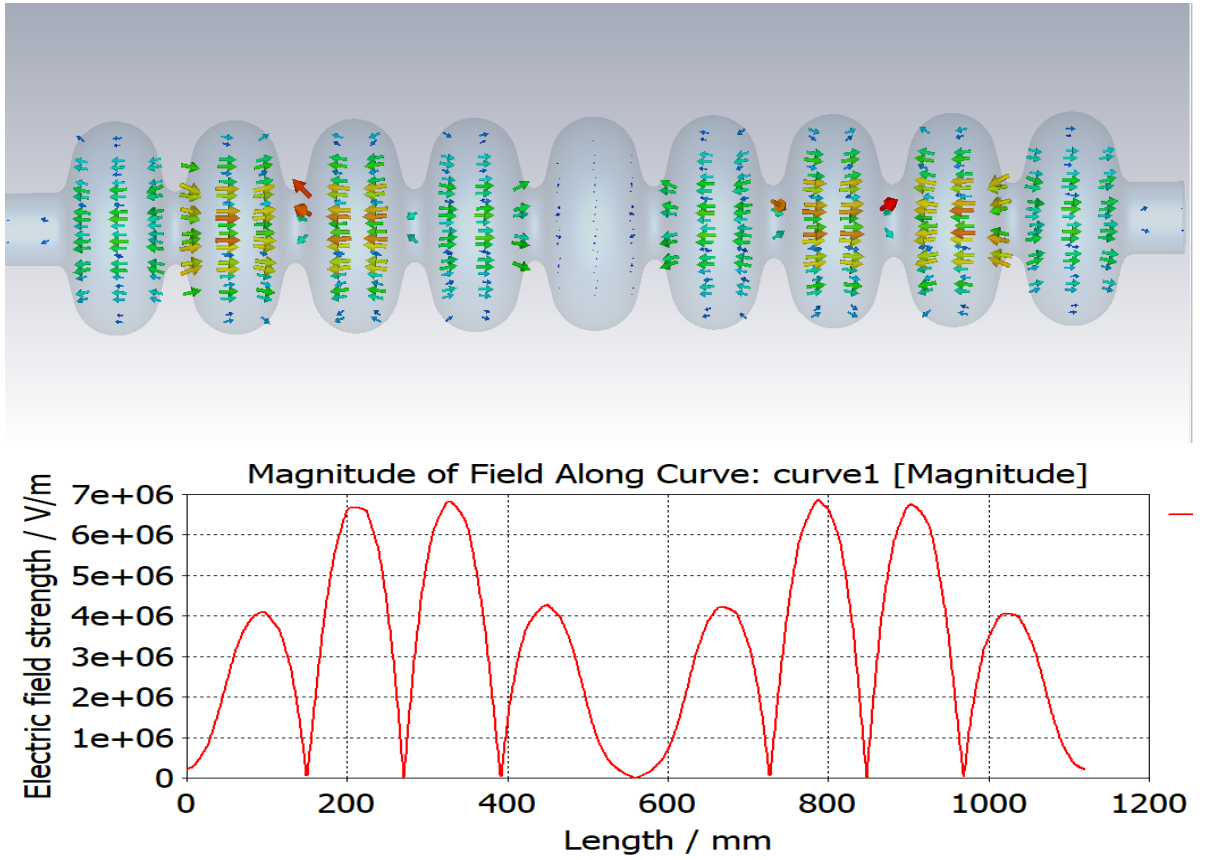 Magnitude of Field Along Curve: curve1 [Magnitude]
Electric field strength / V/m
7e+06
6e+06
5e+06
4e+06
3e+06
2e+06
1e+06
0
0 200 400 600 800 1000 1200
Length / mm